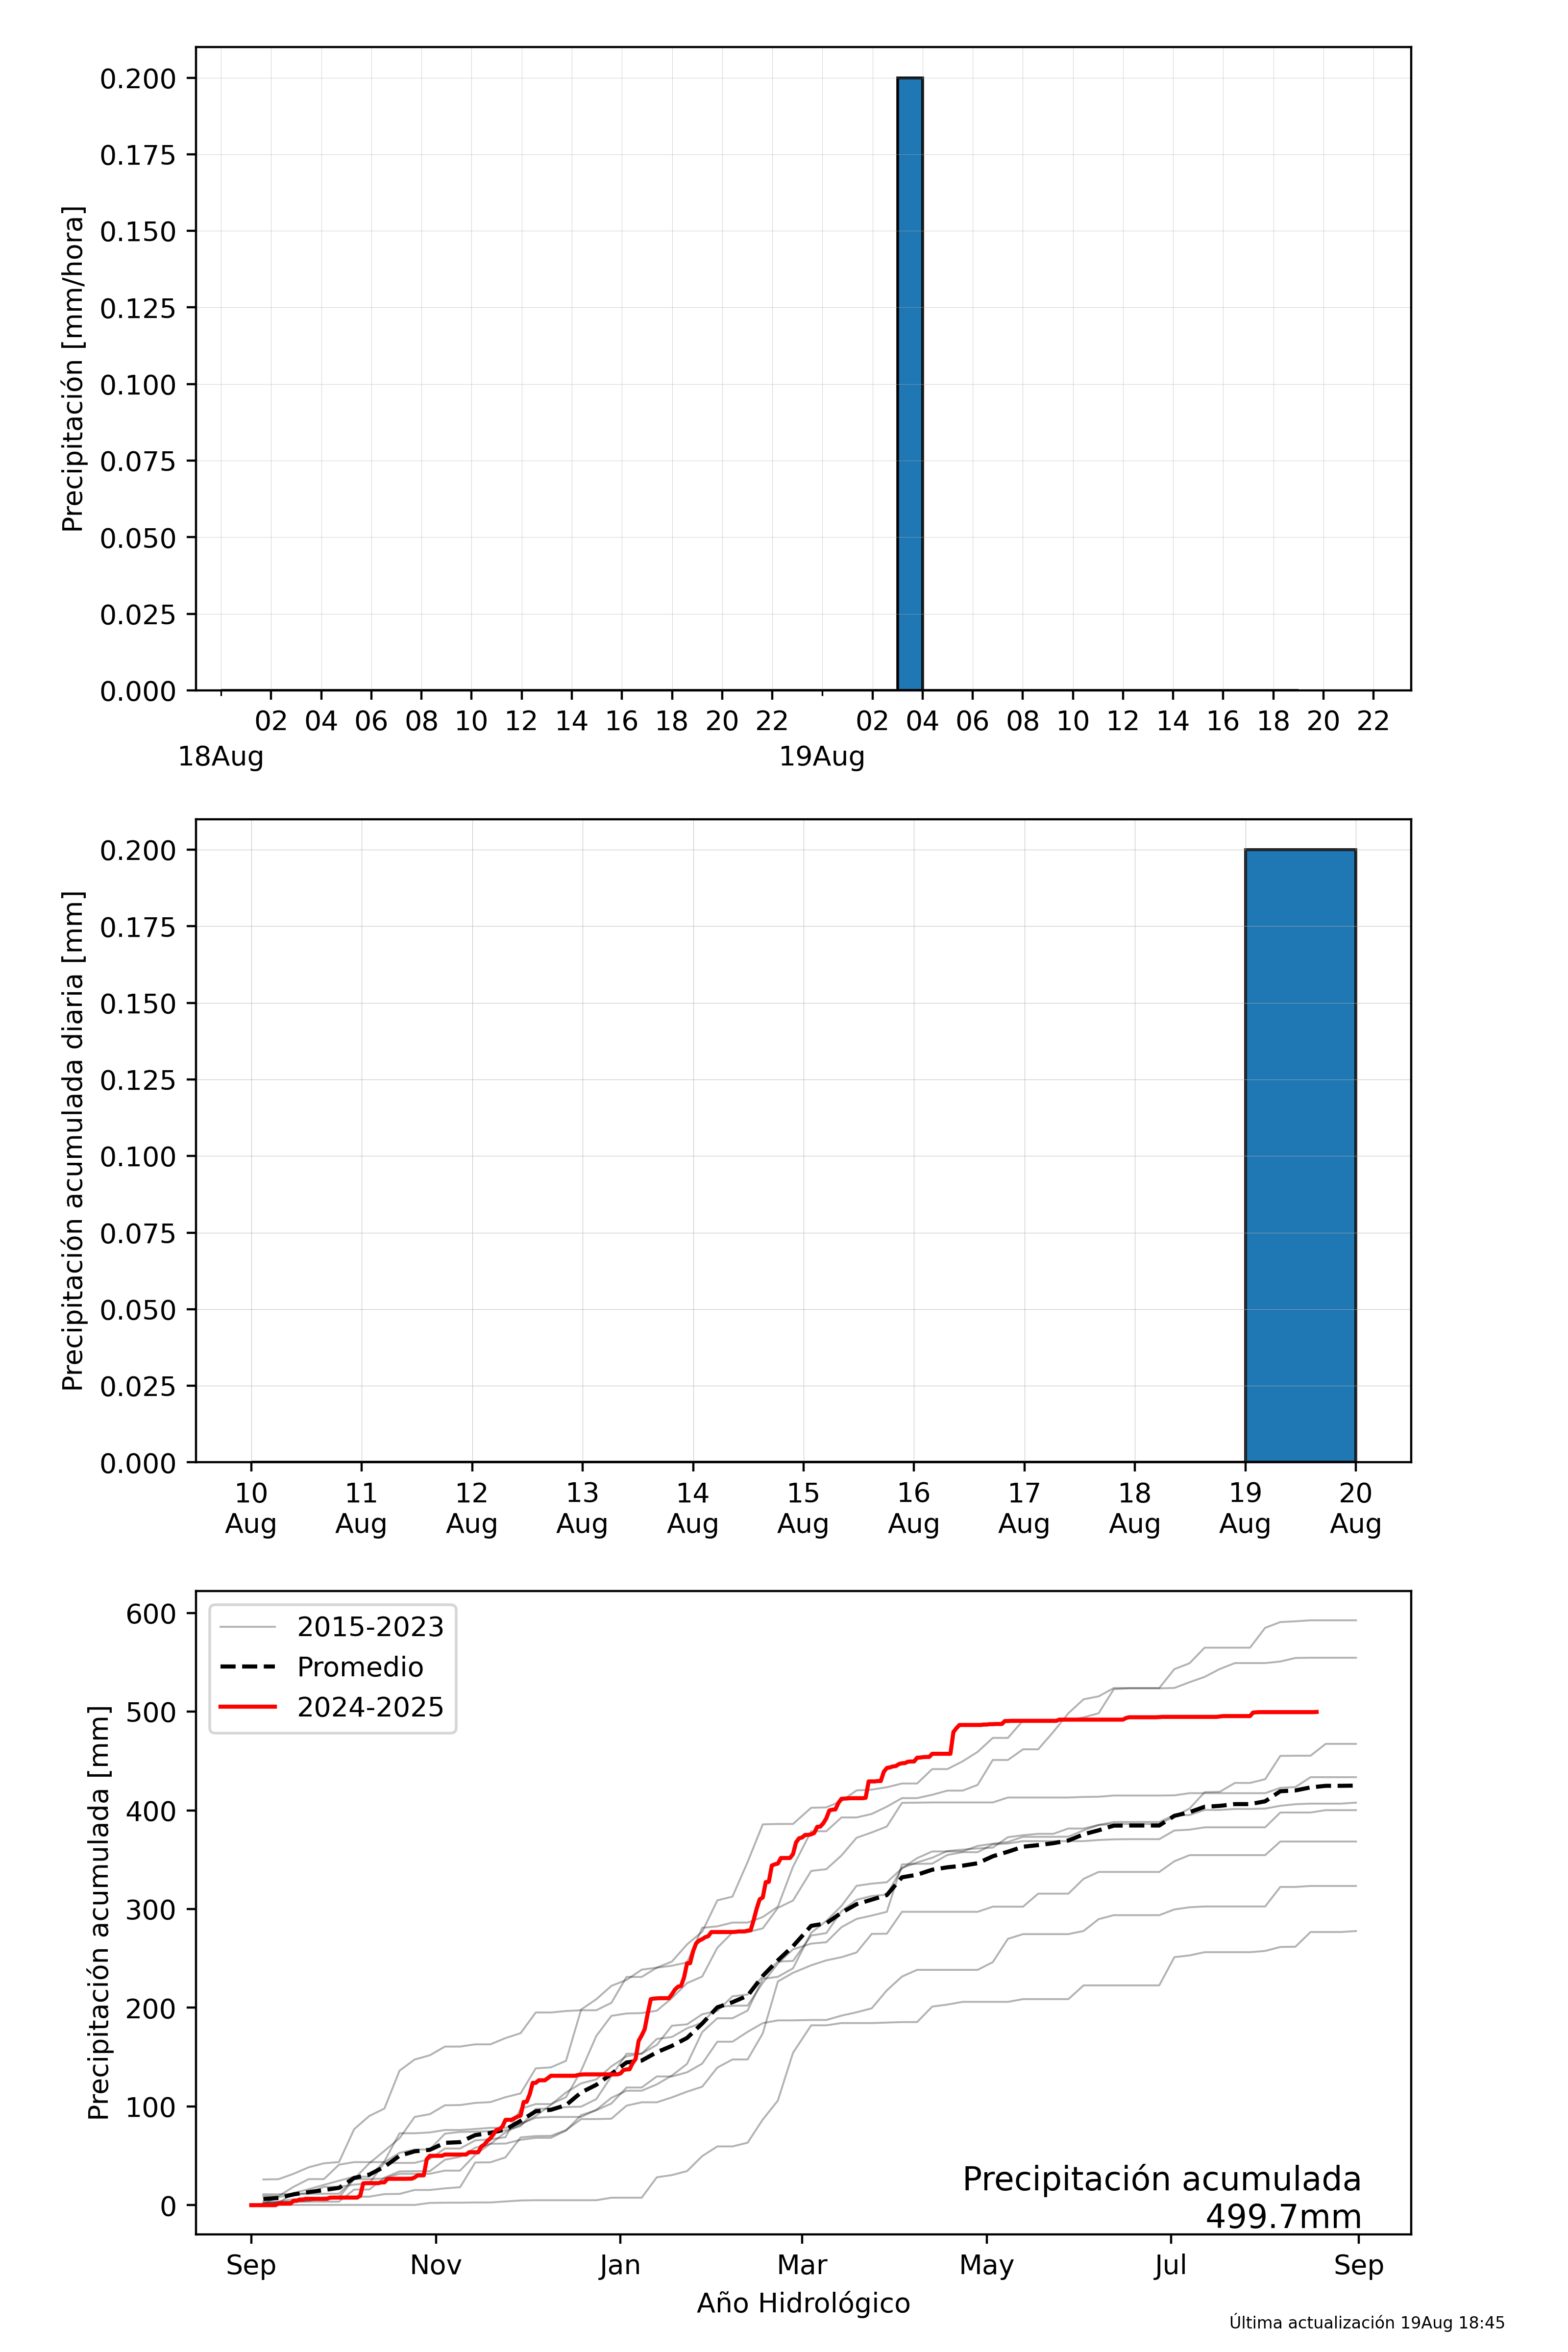 Precipitación [mm/hora]
0.200
0.175
0.150
0.125
0.100
0.075
0.050
0.025
0.000
02 04 06 08 10 12 14 16 18 20 22 02 04 06 08 10 12 14 16 18 20 22
18Aug 19Aug
Precipitación acumulada diaria [mm]
0.200
0.175
0.150
0.125
0.100
0.075
0.050
0.025
0.000
10 11 12 13 14 15 16 17 18 19 20
Aug Aug Aug Aug Aug Aug Aug Aug Aug Aug Aug
Precipitación acumulada [mm]
600
500
400
300
200
100
0
2015-2023
Promedio
2024-2025
Precipitación acumulada
499.7mm
Sep Nov Jan Mar May Jul Sep
Año Hidrológico
Última actualización 19Aug 18:45